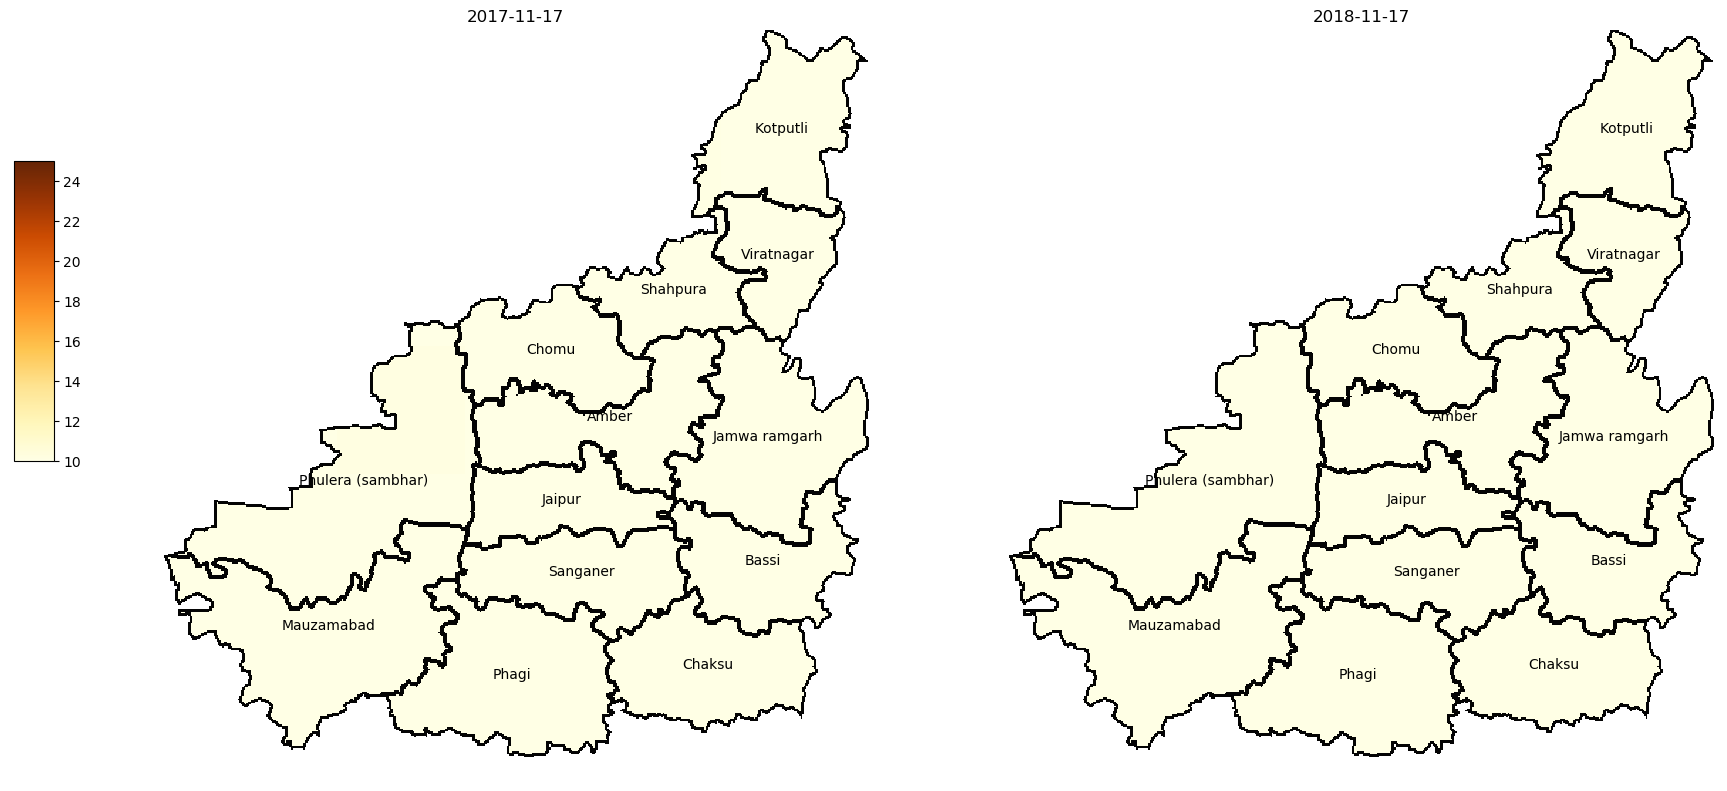 2017-11-17
2018-11-17
24
22
20
18
16
14
12
10
Kotputli
Viratnagar
Shahpura
Chomu
Amber
Jamwa ramgarh
Phulera (sambhar)
Jaipur
Bassi
Sanganer
Mauzamabad
Chaksu
Phagi
Kotputli
Viratnagar
Shahpura
Chomu
Amber
Jamwa ramgarh
Phulera (sambhar)
Jaipur
Bassi
Sanganer
Mauzamabad
Chaksu
Phagi